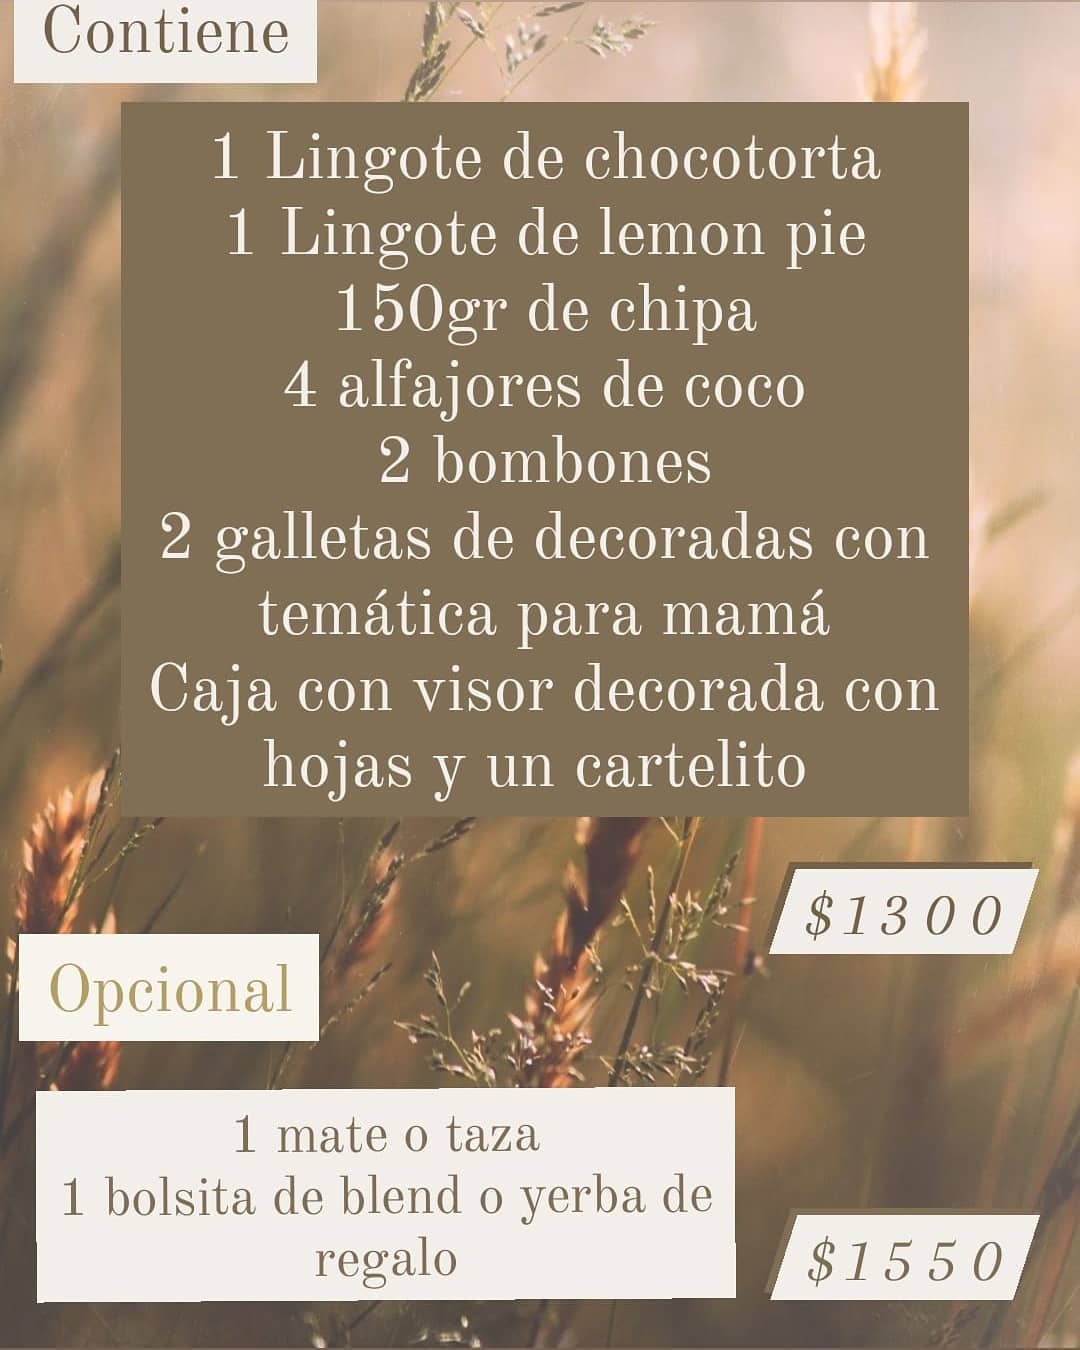 Contiene
1 Lingote de chocotorta
1 Lingote de lemon pie
150gr de chipa
4 alfajores de coco
2 bombones
2 galletas de decoradas con
temática para mamá
Caja con visor decorada con
hojas y un cartelito
$1300
Opcional
1 mate o taza
1 bolsita de blend o yerba de
regalo
$1550